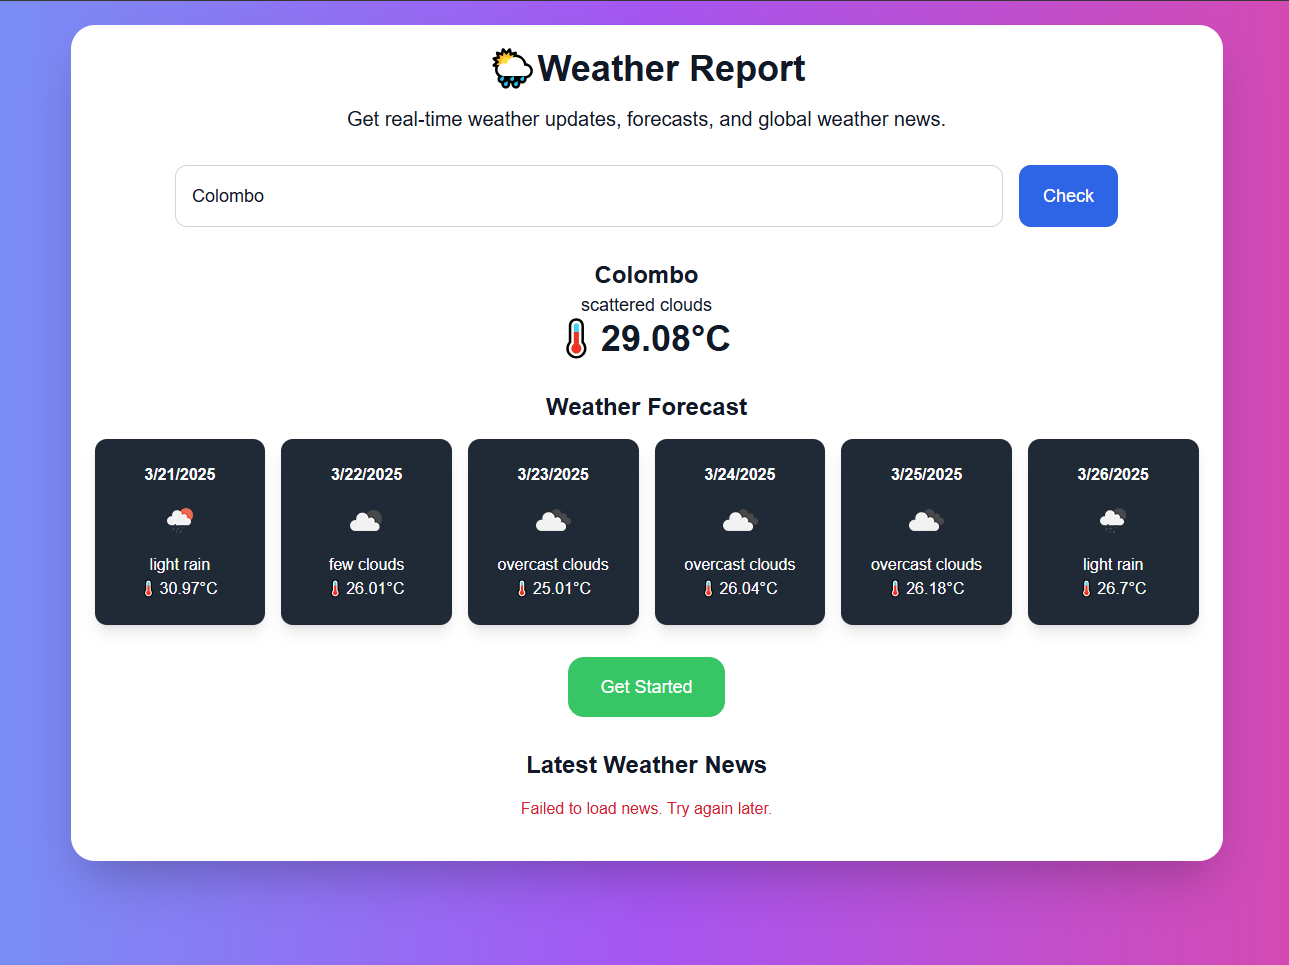 Weather Report
Get real-time weather updates, forecasts, and global weather news.
Colombo
Check
Colombo
scattered clouds
29.08°C
Weather Forecast
3/21/2025
light rain
30.97°C
3/22/2025
few clouds
26.01°C
3/23/2025
overcast clouds
25.01°C
3/24/2025
overcast clouds
26.04°C
3/25/2025
overcast clouds
26.18°C
3/26/2025
light rain
26.7°C
Get Started
Latest Weather News
Failed to load news. Try again later.